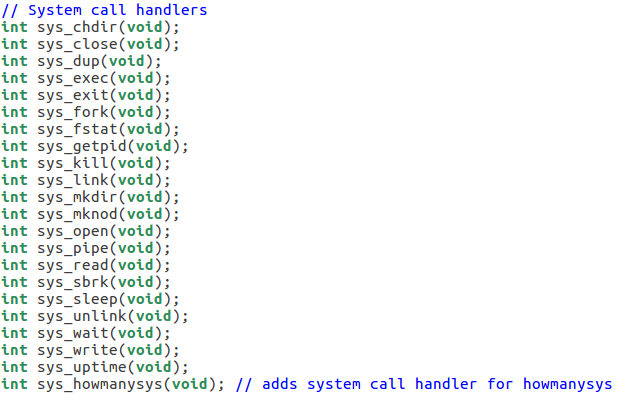 // System call handlers
int sys_chdir(void);
int sys_close(void);
int sys_dup(void);
int sys_exec(void);
int sys_exit(void);
int sys_fork(void);
int sys_fstat(void);
int sys_getpid(void);
int sys_kill(void);
int sys_link(void);
int sys_mkdir(void);
int sys_mknod(void);
int sys_open(void);
int sys_pipe(void);
int sys_read(void);
int sys_sbrk(void);
int sys_sleep(void);
int sys_unlink(void);
int sys_wait(void);
int sys_write(void);
int sys_uptime(void);
int sys_howmanysys(void); // adds system call handler for howmanysys